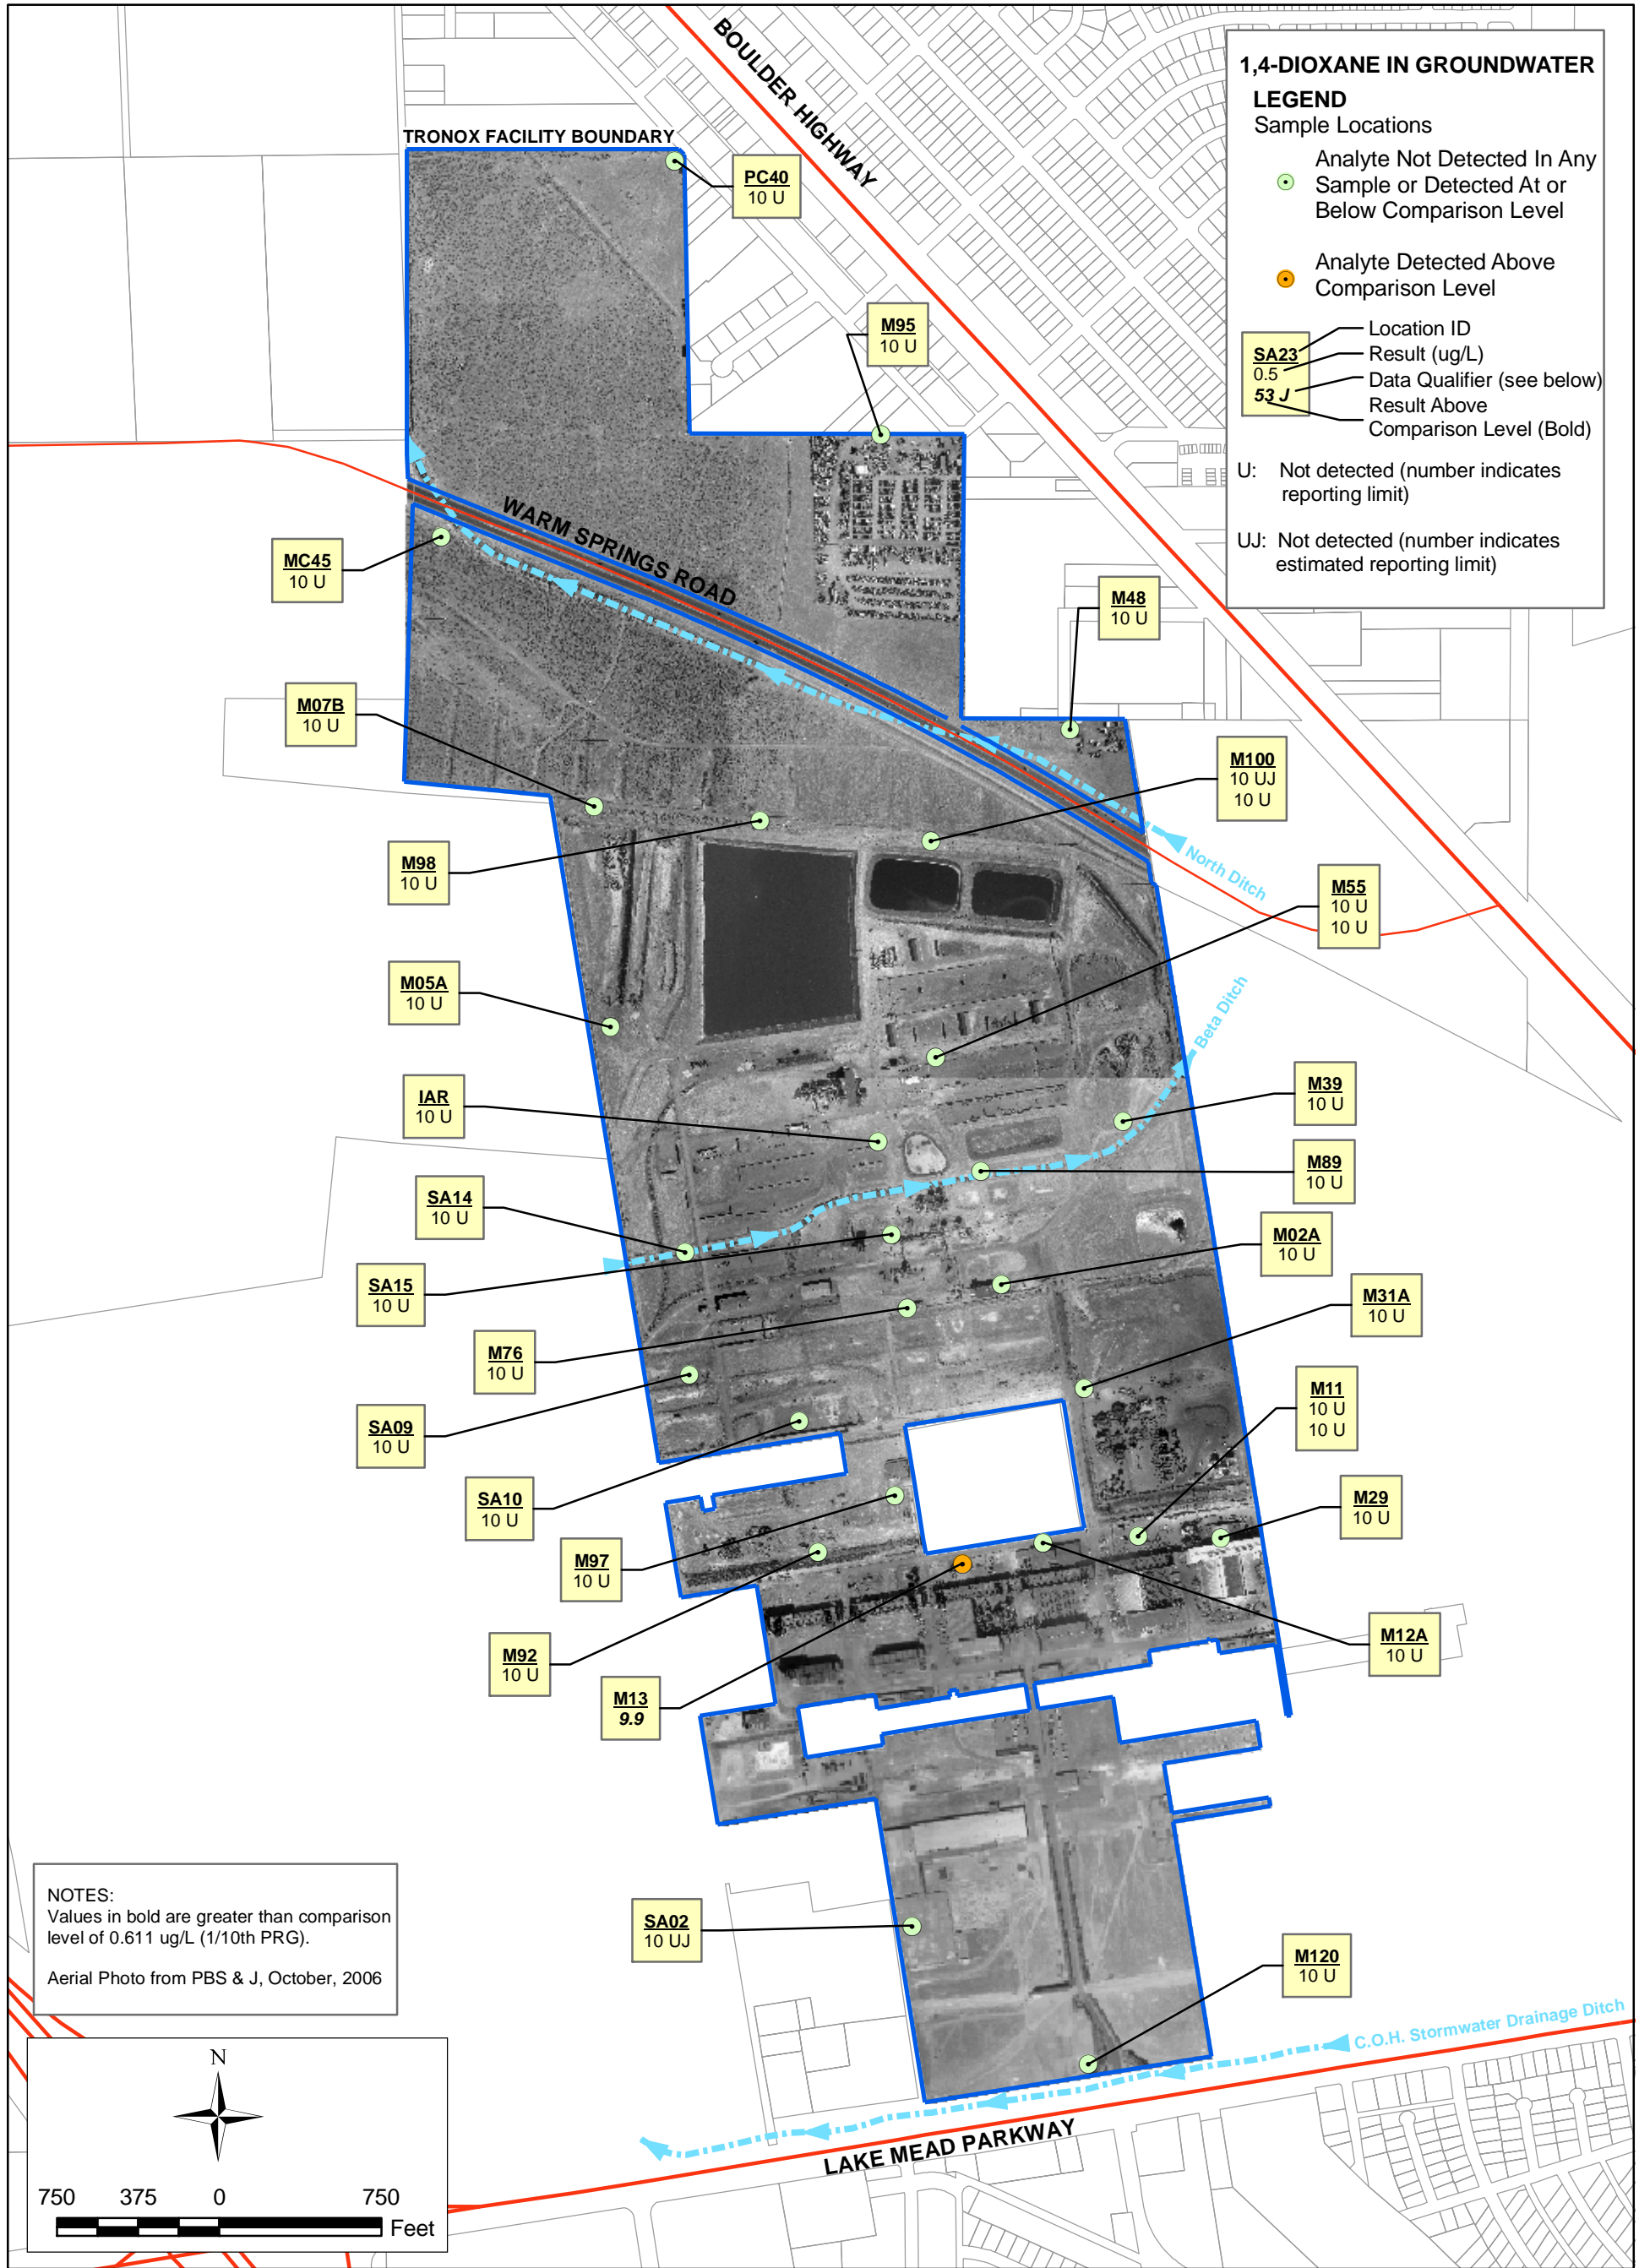 BOULDER HIGHWAY
1,4-DIOXANE IN GROUNDWATER
LEGEND
Sample Locations
Analyte Not Detected In Any
Sample or Detected At or
Below Comparison Level
Analyte Detected Above
Comparison Level
SA23
0.5
53 J
Location ID
Result (ug/L)
Data Qualifier (see below)
Result Above
Comparison Level (Bold)
U: Not detected (number indicates
reporting limit)
UJ: Not detected (number indicates
estimated reporting limit)
TRONOX FACILITY BOUNDARY
PC40
10 U
M95
10 U
WARM SPRINGS ROAD
MC45
10 U
M48
10 U
M07B
10 U
M100
10 UJ
10 U
North Ditch
M98
10 U
M55
10 U
10 U
M05A
10 U
Beta Ditch
IAR
10 U
M39
10 U
M89
10 U
SA14
10 U
M02A
10 U
SA15
10 U
M31A
10 U
M76
10 U
M11
10 U
10 U
SA09
10 U
SA10
10 U
M29
10 U
M97
10 U
M12A
10 U
M92
10 U
M13
9.9
SA02
10 UJ
M120
10 U
NOTES:
Values in bold are greater than comparison
level of 0.611 ug/L (1/10th PRG).
Aerial Photo from PBS & J, October, 2006
C.O.H. Stormwater Drainage Ditch
LAKE MEAD PARKWAY
N
750 375 0 750
Feet